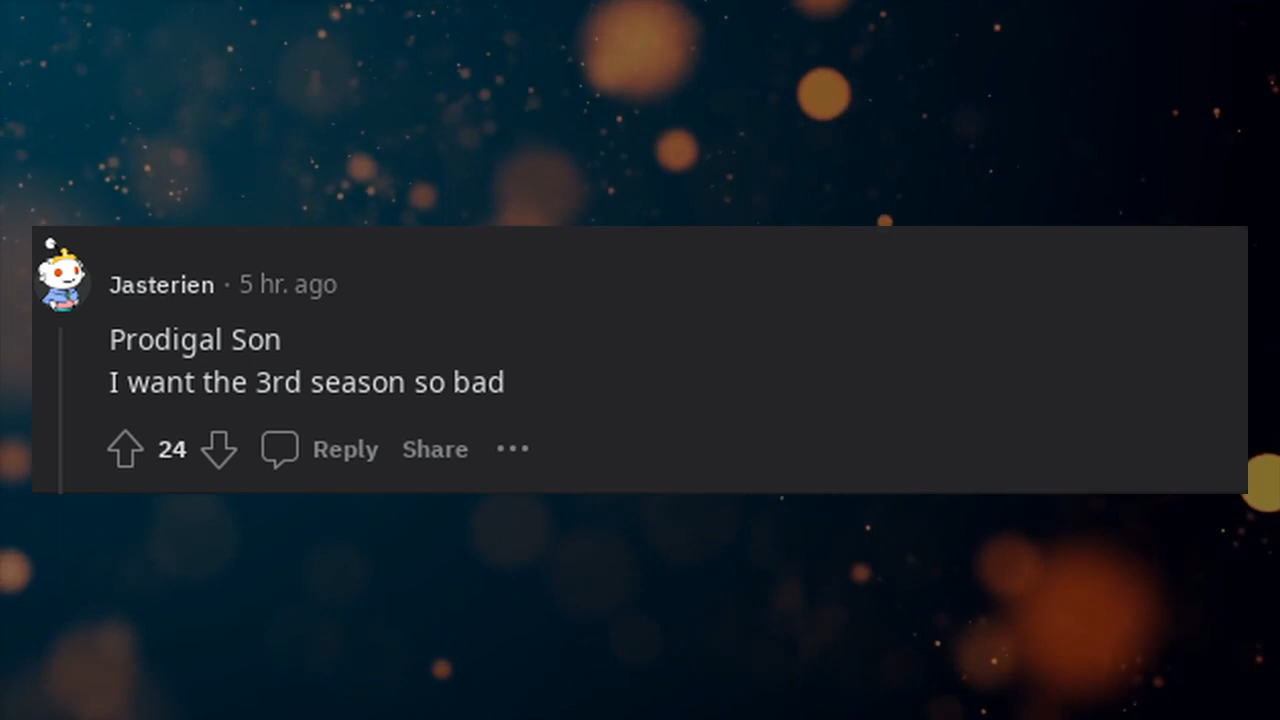 Jasterien · 5 hr. ago
Prodigal Son
I want the 3rd season so bad
24 Reply Share •••